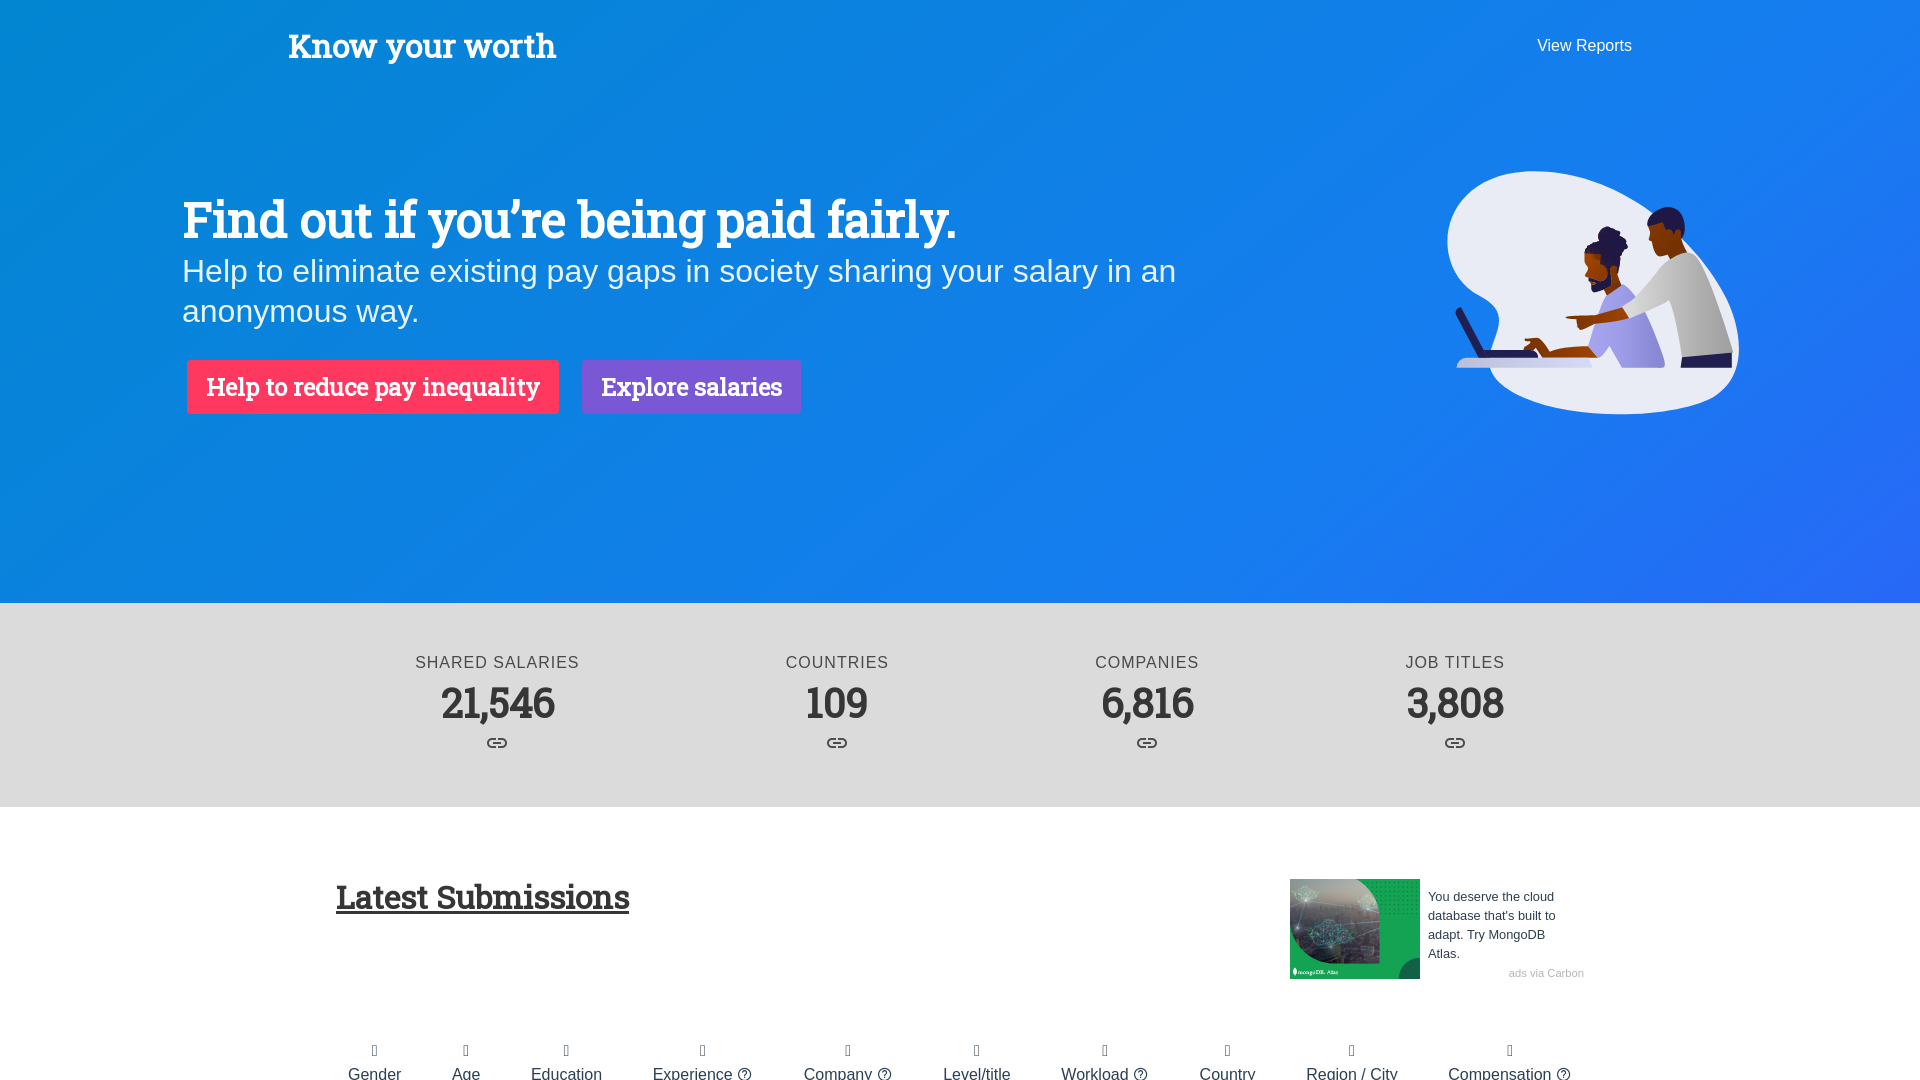 Know your worth
View Reports
Find out if you’re being paid fairly.
Help to eliminate existing pay gaps in society sharing your salary in an
anonymous way.
Help to reduce pay inequality
Explore salaries
SHARED SALARIES
21,546
COUNTRIES
109
COMPANIES
6,816
JOB TITLES
3,808
Latest Submissions
mongoDB. Atlas
You deserve the cloud
database that's built to
adapt. Try MongoDB
Atlas.
ads via Carbon
Gender
Age
Education
Experience
Company
Level/title
Workload
Country
Region / City
Compensation